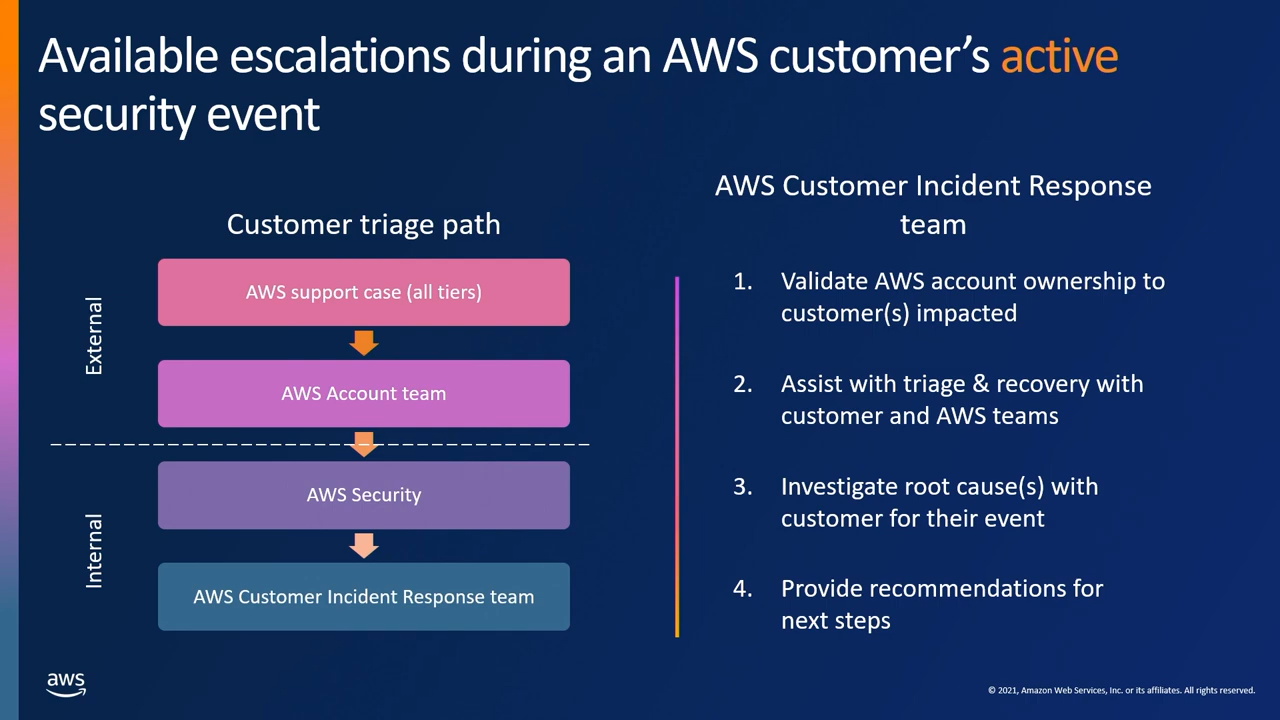 Available escalations during an AWS customer’s active
security event
Customer triage path
External
AWS support case (all tiers)
AWS Account team
Internal
AWS Security
AWS Customer Incident Response team
AWS Customer Incident Response
team
1. Validate AWS account ownership to
customer(s) impacted
2. Assist with triage & recovery with
customer and AWS teams
3. Investigate root cause(s) with
customer for their event
4. Provide recommendations for
next steps
aws
© 2021, Amazon Web Services, Inc. or its affiliates. All rights reserved.